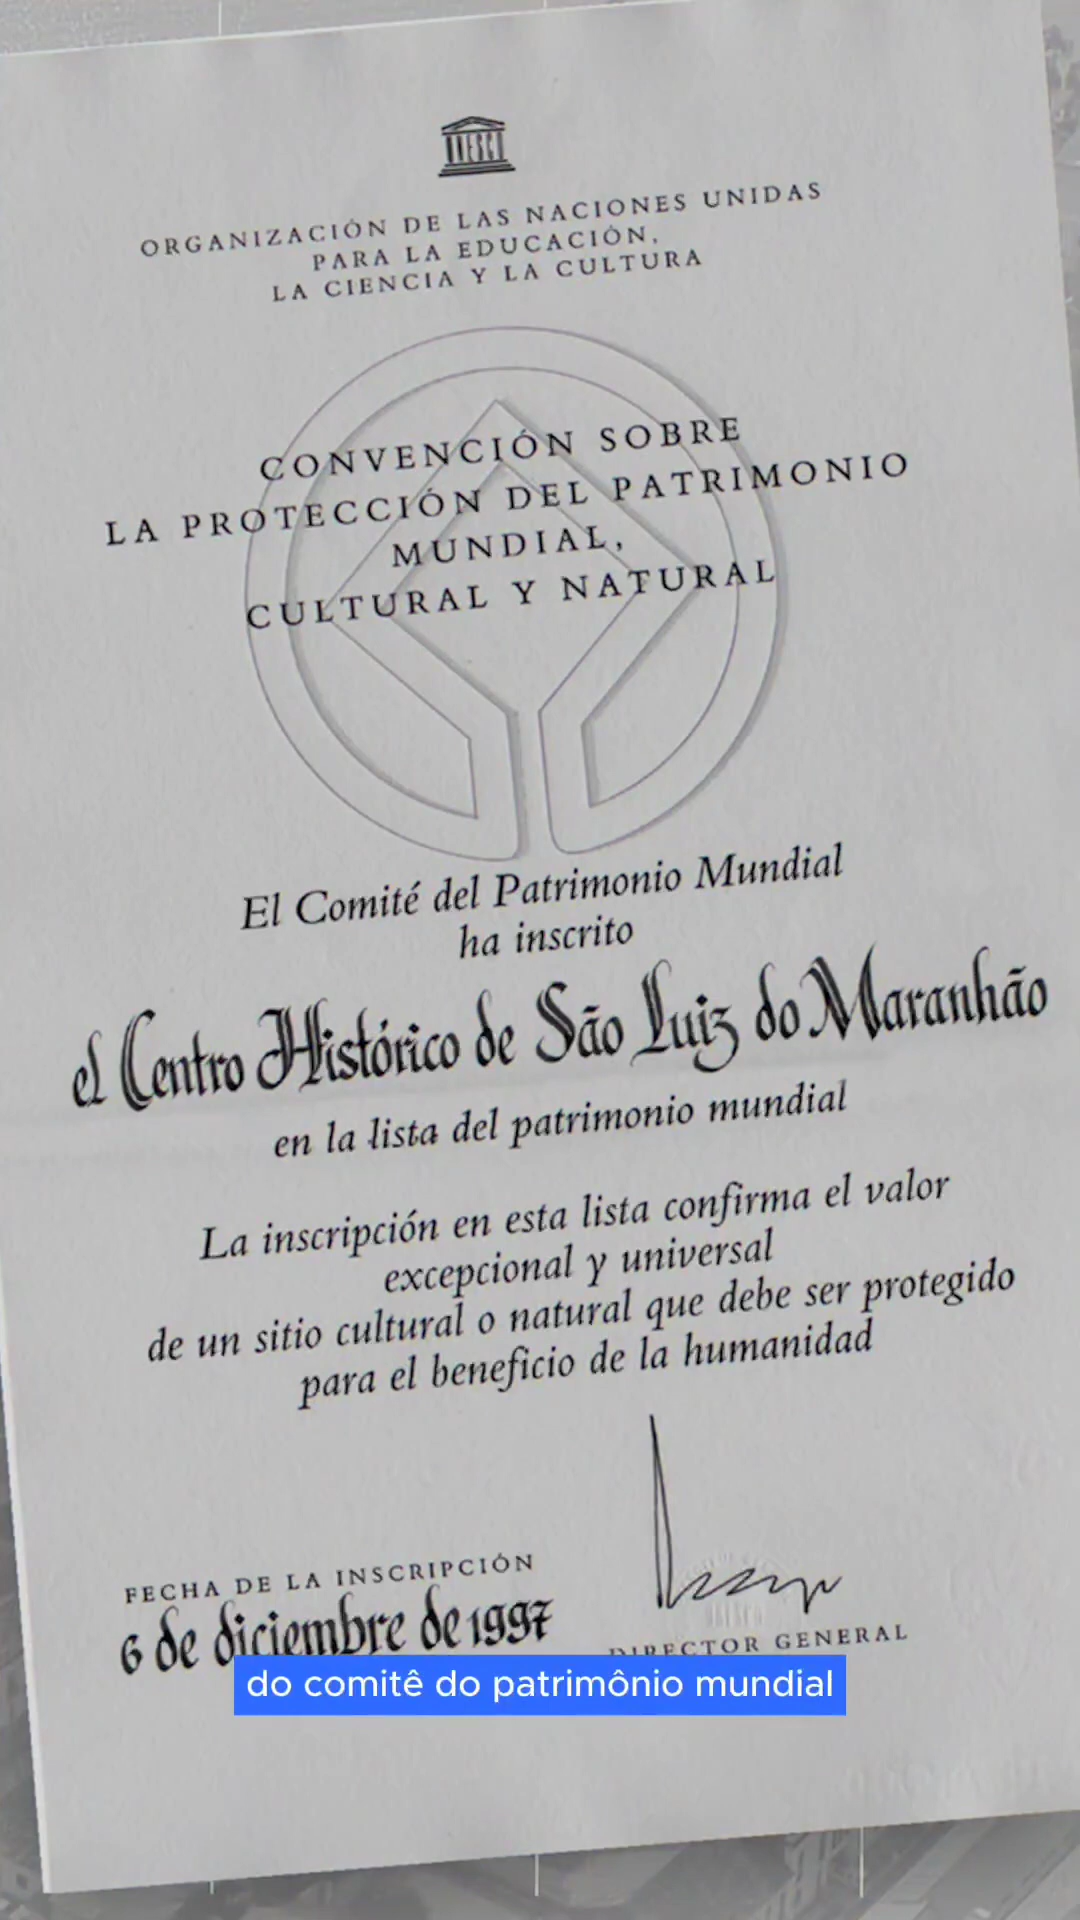 UNESCO
ORGANIZACIÓN DE LAS NACIONES UNIDAS
PARA LA EDUCACIÓN,
LA CIENCIA Y LA CULTURA
CONVENCIÓN SOBRE
LA PROTECCIÓN DEL PATRIMONIO
MUNDIAL,
CULTURAL Y NATURAL
El Comité del Patrimonio Mundial
ha inscrito
el Centro Histórico de São Luiz do Maranhão
en la lista del patrimonio mundial
La inscripción en esta lista confirma el valor
excepcional y universal
de un sitio cultural o natural que debe ser protegido
para el beneficio de la humanidad
FECHA DE LA INSCRIPCIÓN
6 de diciembre de 1997
DIRECTOR GENERAL
do comitê do patrimônio mundial